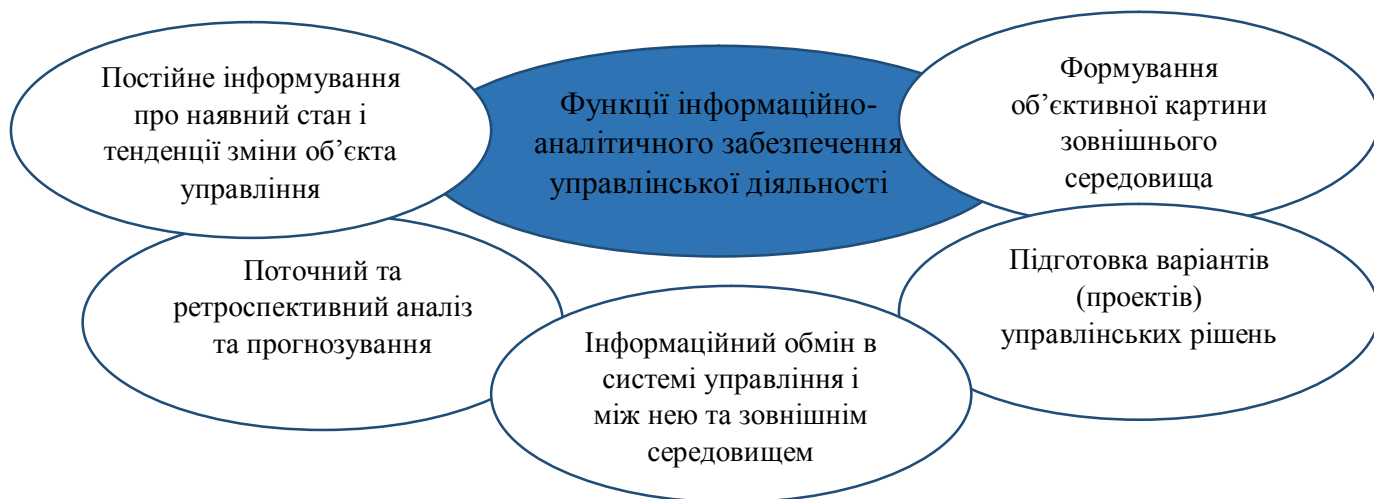 Постійне інформування
про наявний стан і
тенденції зміни об’єкта
управління
Функції інформаційно-
аналітичного забезпечення
управлінської діяльності
Формування
об’єктивної картини
зовнішнього
середовища
Поточний та
ретроспективний аналіз
та прогнозування
Інформаційний обмін в
системі управління і
між нею та зовнішнім
середовищем
Підготовка варіантів
(проектів)
управлінських рішень